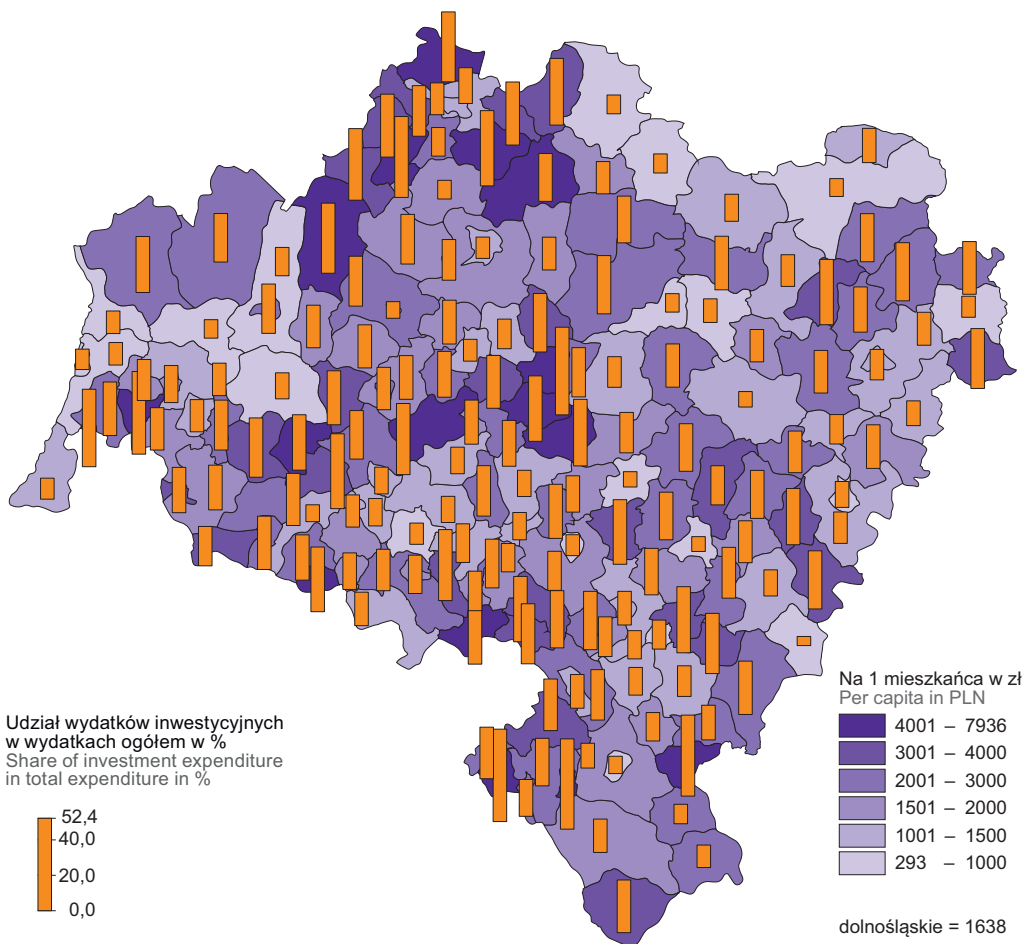 Udział wydatków inwestycyjnych
w wydatkach ogółem w %
Share of investment expenditure
in total expenditure in %
52,4
40,0
20,0
0,0
Na 1 mieszkańca w zł
Per capita in PLN
4001 – 7936
3001 – 4000
2001 – 3000
1501 – 2000
1001 – 1500
293 – 1000
dolnośląskie = 1638